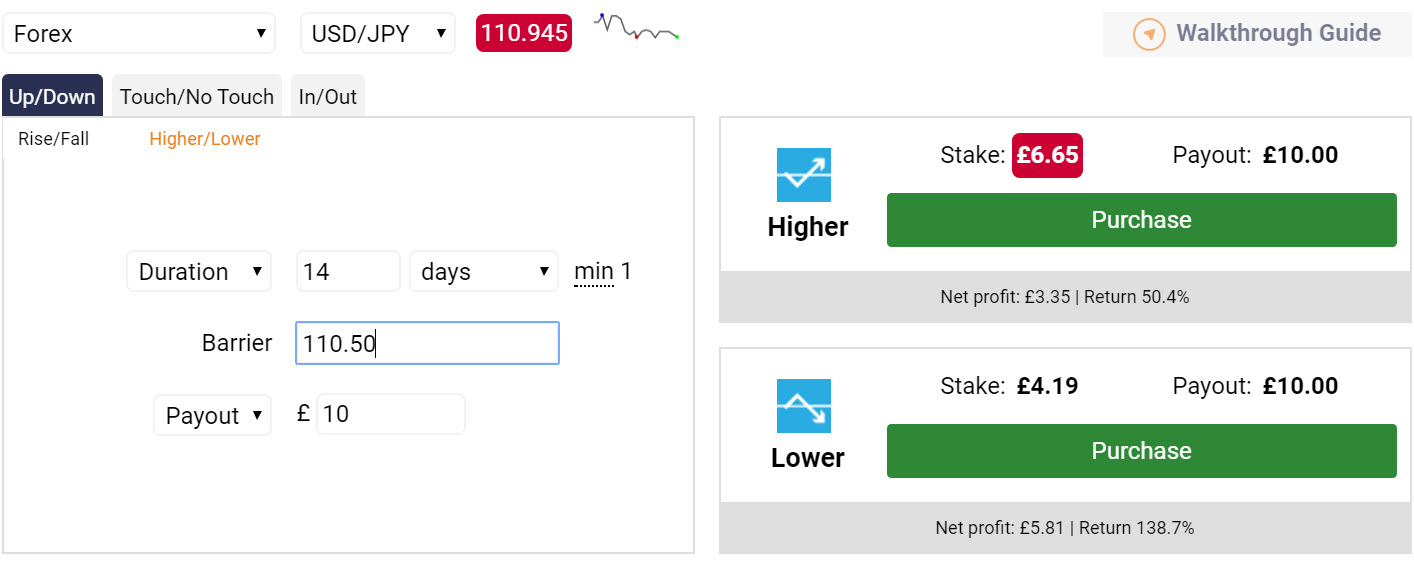 Forex USD/JPY 110.945 Walkthrough Guide
Up/Down Touch/No Touch In/Out
Rise/Fall Higher/Lower
Duration 14 days min 1
Barrier 110.50
Payout £ 10
Stake: £6.65 Payout: £10.00
Higher Purchase
Net profit: £3.35 | Return 50.4%
Stake: £4.19 Payout: £10.00
Lower Purchase
Net profit: £5.81 | Return 138.7%